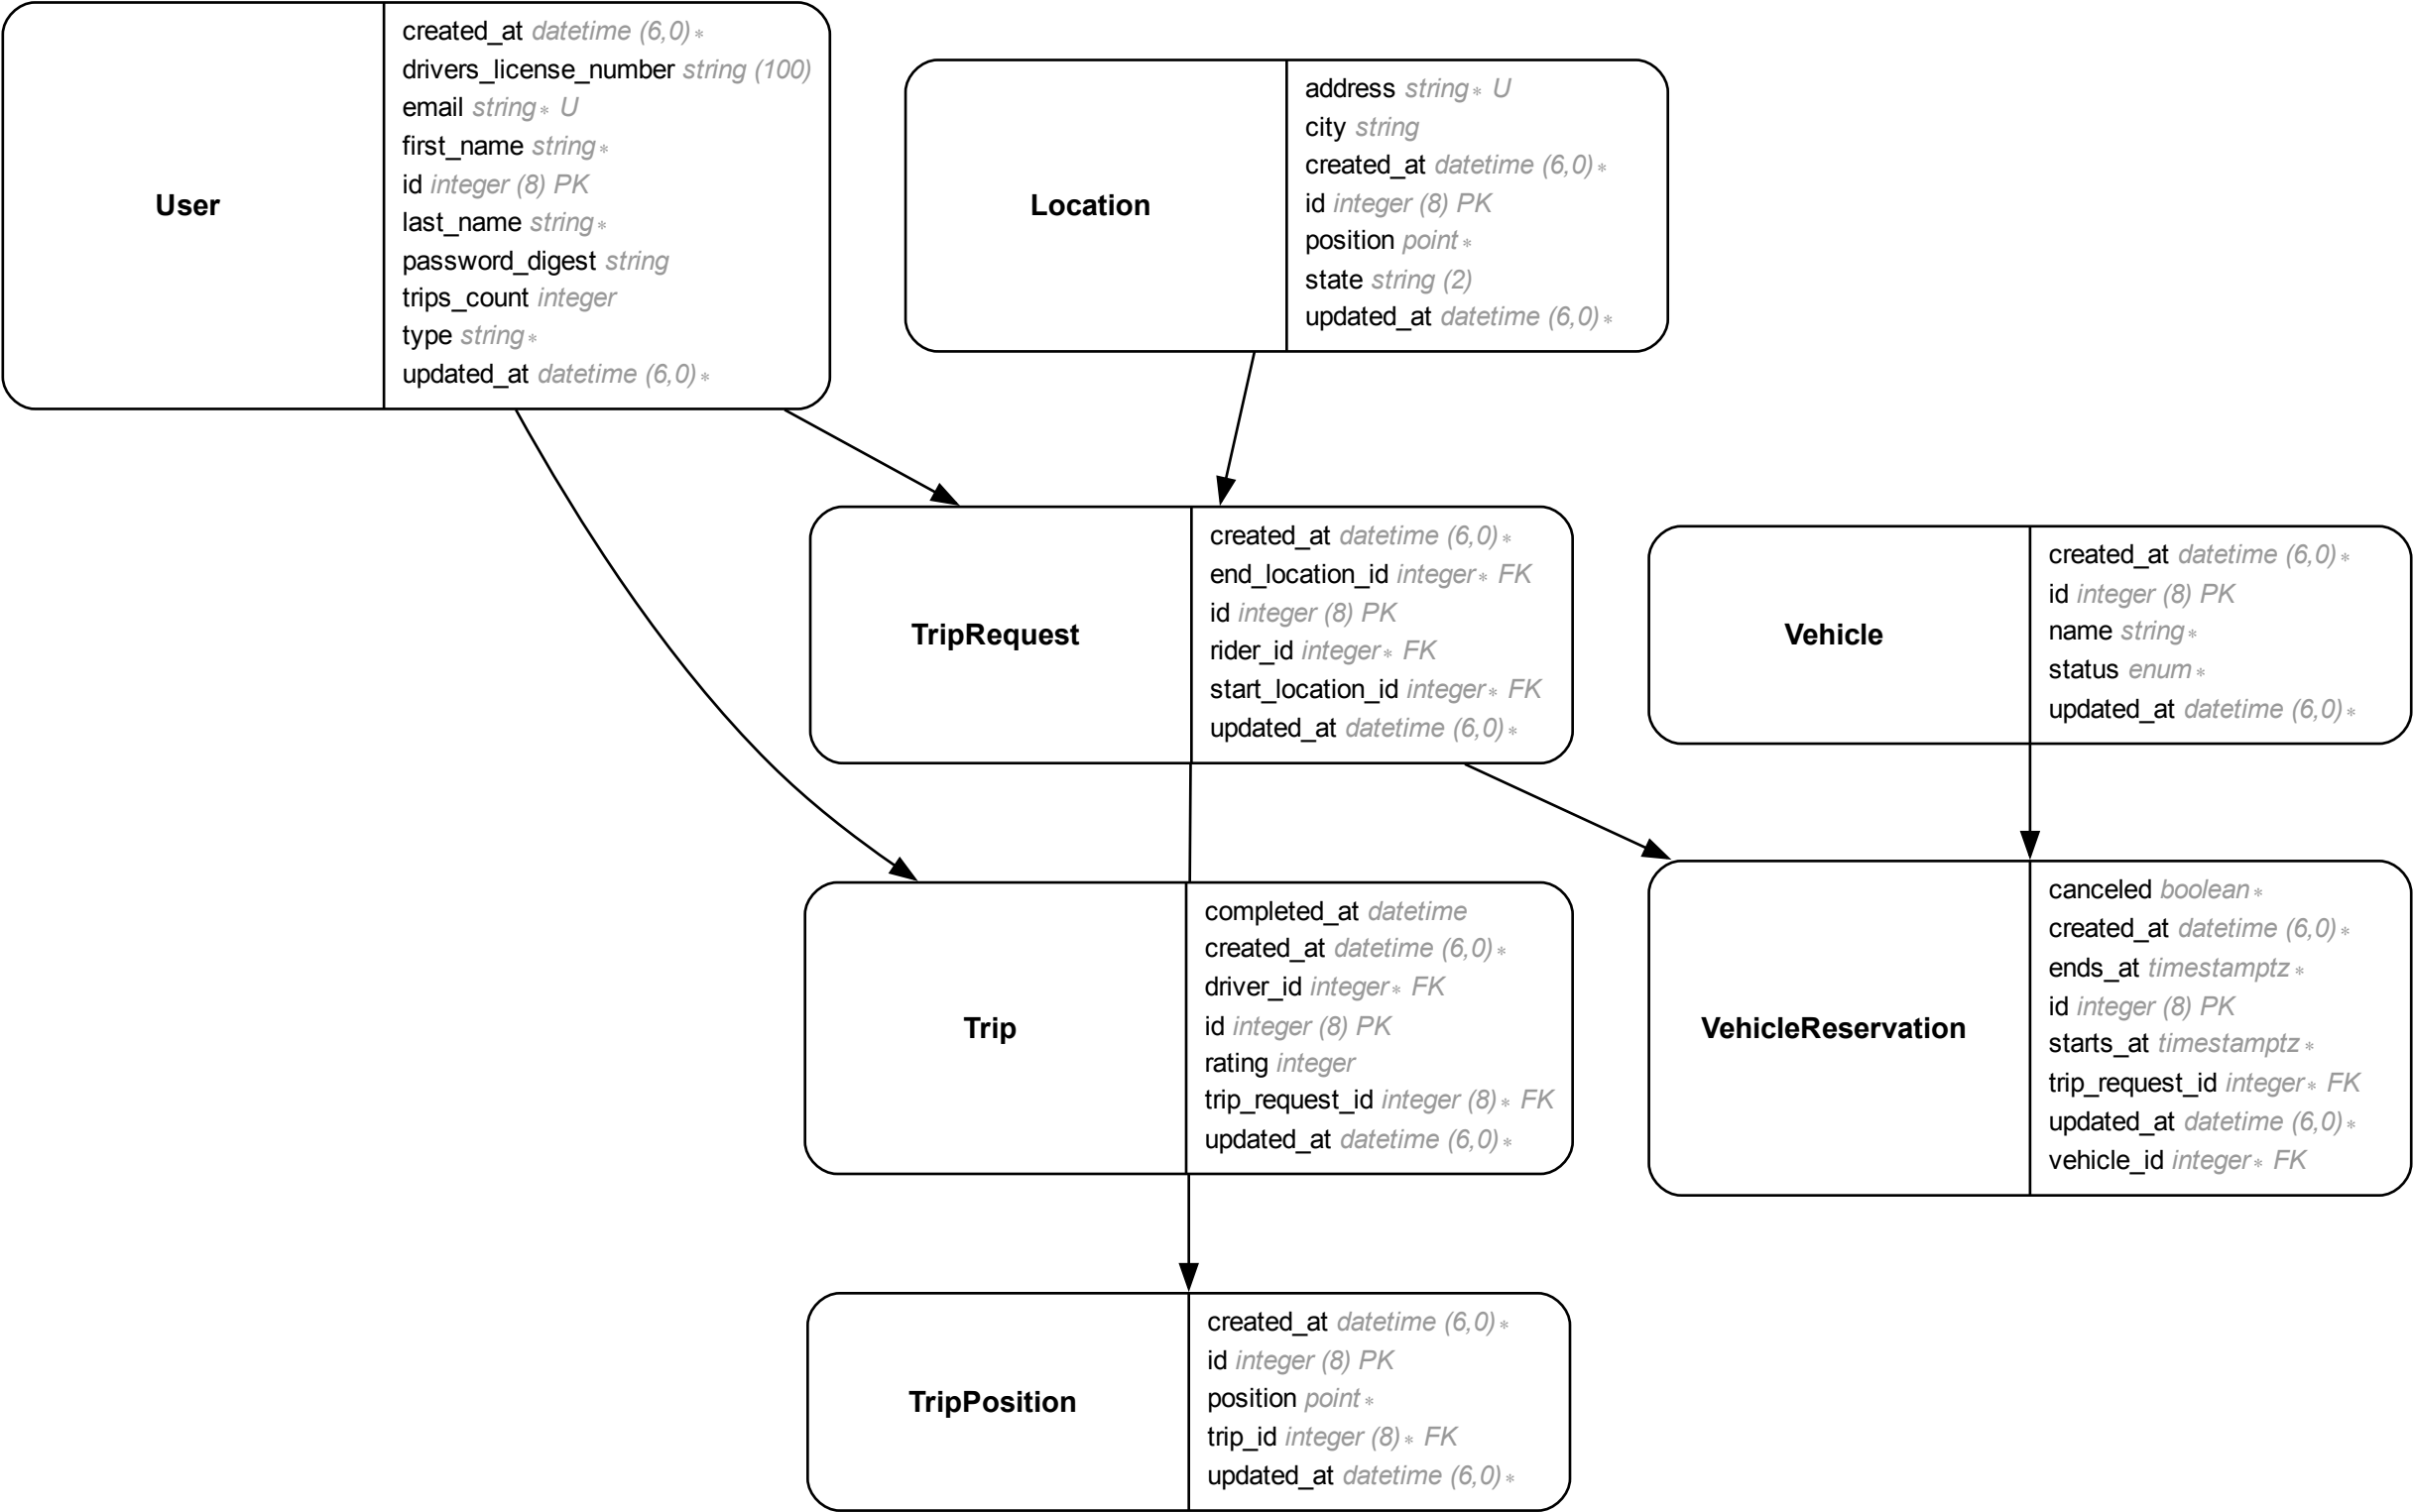 User
created_at datetime (6,0) *
drivers_license_number string (100)
email string * U
first_name string *
id integer (8) PK
last_name string *
password_digest string
trips_count integer
type string *
updated_at datetime (6,0) *
Location
address string * U
city string
created_at datetime (6,0) *
id integer (8) PK
position point *
state string (2)
updated_at datetime (6,0) *
TripRequest
created_at datetime (6,0) *
end_location_id integer * FK
id integer (8) PK
rider_id integer * FK
start_location_id integer * FK
updated_at datetime (6,0) *
Vehicle
created_at datetime (6,0) *
id integer (8) PK
name string *
status enum *
updated_at datetime (6,0) *
Trip
completed_at datetime
created_at datetime (6,0) *
driver_id integer * FK
id integer (8) PK
rating integer
trip_request_id integer (8) * FK
updated_at datetime (6,0) *
VehicleReservation
canceled boolean *
created_at datetime (6,0) *
ends_at timestamptz *
id integer (8) PK
starts_at timestamptz *
trip_request_id integer * FK
updated_at datetime (6,0) *
vehicle_id integer * FK
TripPosition
created_at datetime (6,0) *
id integer (8) PK
position point *
trip_id integer (8) * FK
updated_at datetime (6,0) *